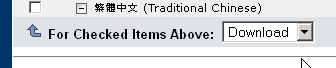 繁體中文 (Traditional Chinese)
For Checked Items Above: Download